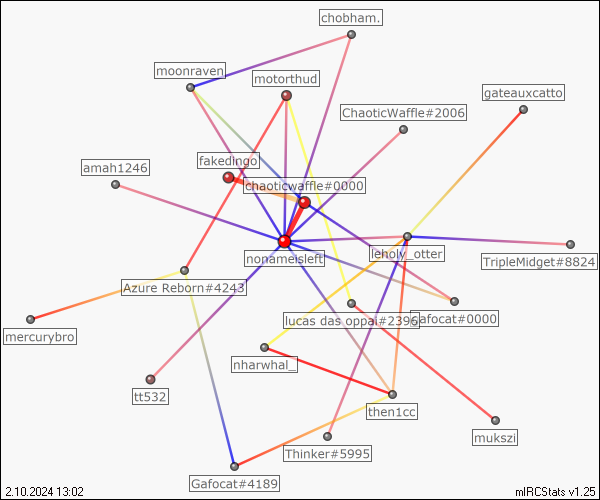 chobham.
moonraven
motorthud
gateauxcatto
ChaoticWaffle#2006
fakedingo
amah1246
chaoticwaffle#0000
leholy_otter
nonameisleft
TripleMidget#8824
Azure Reborn#4243
lucas das oppal#2396
Gafocat#0000
mercurybro
nharwhal_
tt532
then1cc
mukszi
Thinker#5995
Gafocat#4189
2.10.2024 13:02
mIRCStats v1.25